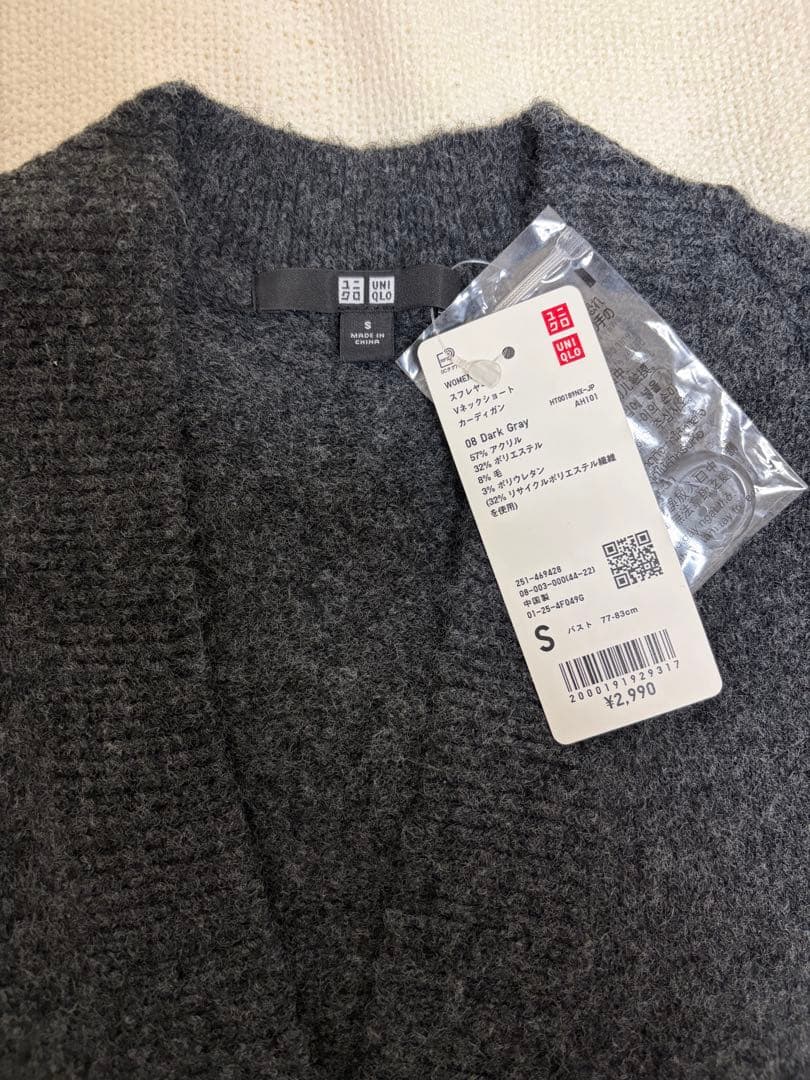 ユニ
クロ
UNI
QLO
S
MADE IN
CHINA
ユニ
クロ
UNI
QLO
WOMEN
スフレヤー
Vネックショート
カーディガン
HT00189NX-JP
AH101
08 Dark Gray
57% アクリル
32% ポリエステル
8% 毛
3% ポリウレタン
(32% リサイクルポリエステル繊維
を使用)
251-469428
08-003-000(44-22)
中国製
01-25-4F049G
S
バスト 77-83cm
2000191929317
¥2,990